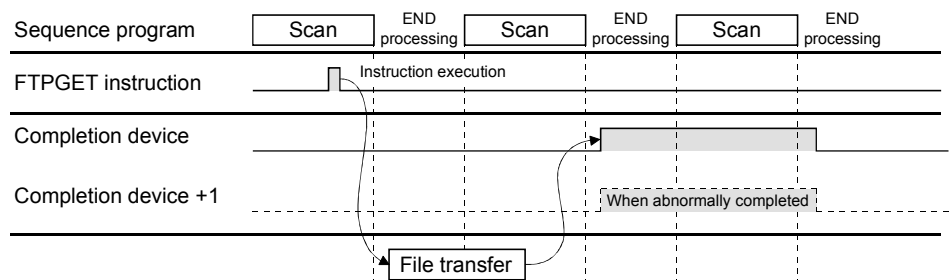 Sequence program
Scan
END
processing
Scan
END
processing
Scan
END
processing
FTPGET instruction
Instruction execution
Completion device
Completion device +1
When abnormally completed
File transfer